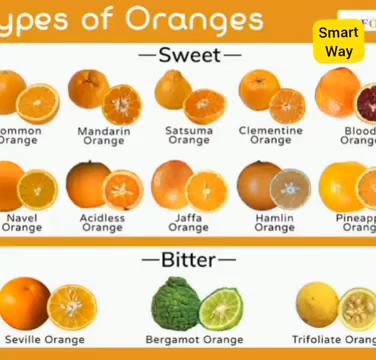 ypes of Oranges
Smart
Way
—Sweet—
ommon
Orange
Mandarin
Orange
Satsuma
Orange
Clementine
Orange
Blood
Orange
Navel
Orange
Acidless
Orange
Jaffa
Orange
Hamlin
Orange
Pineapp
Orang
—Bitter—
Seville Orange
Bergamot Orange
Trifoliate Orang